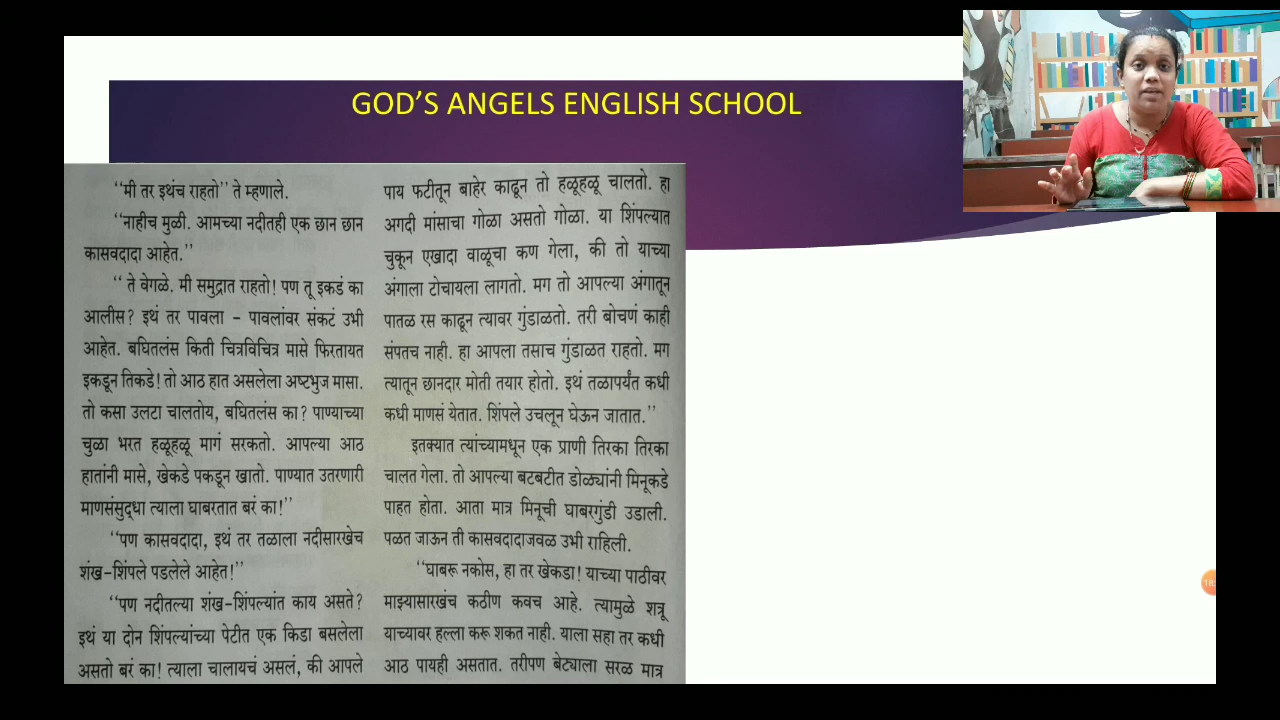 GOD’S ANGELS ENGLISH SCHOOL
“मी तर इथंच राहतो” ते म्हणाले.
“नाहीच मुळी. आमच्या नदीतही एक छान छान
कासवदादा आहेत.”
“ ते वेगळे. मी समुद्रात राहतो! पण तू इकडं का
आलीस? इथं तर पावला – पावलांवर संकटं उभी
आहेत. बघितलंस किती चित्रविचित्र मासे फिरतायत
इकडून तिकडे! तो आठ हात असलेला अष्टभुज मासा.
तो कसा उलटा चालतोय, बघितलंस का? पाण्याच्या
चुळा भरत हळूहळू मागं सरकतो. आपल्या आठ
हातांनी मासे, खेकडे पकडून खातो. पाण्यात उतरणारी
माणसंसुद्धा त्याला घाबरतात बरं का!”
“पण कासवदादा, इथं तर तळाला नदीसारखेच
शंख-शिंपले पडलेले आहेत!”
“पण नदीतल्या शंख-शिंपल्यांत काय असते?
इथं या दोन शिंपल्यांच्या पेटीत एक किडा बसलेला
असतो बरं का! त्याला चालायचं असलं, की आपले
पाय फटीतून बाहेर काढून तो हळूहळू चालतो. हा
अगदी मांसाचा गोळा असतो गोळा. या शिंपल्यात
चुकून एखादा वाळूचा कण गेला, की तो याच्या
अंगाला टोचायला लागतो. मग तो आपल्या अंगातून
पातळ रस काढून त्यावर गुंडाळतो. तरी बोचणं काही
संपतच नाही. हा आपला तसाच गुंडाळत राहतो. मग
त्यातून छानदार मोती तयार होतो. इथं तळापर्यंत कधी
कधी माणसं येतात. शिंपले उचलून घेऊन जातात.”
इतक्यात त्यांच्यामधून एक प्राणी तिरका तिरका
चालत गेला. तो आपल्या बटबटीत डोळ्यांनी मिनूकडे
पाहत होता. आता मात्र मिनूची घाबरगुंडी उडाली.
पळत जाऊन ती कासवदादाजवळ उभी राहिली.
“घाबरू नकोस, हा तर खेकडा! याच्या पाठीवर
माझ्यासारखंच कठीण कवच आहे. त्यामुळे शत्रू
याच्यावर हल्ला करू शकत नाही. याला सहा तर कधी
आठ पायही असतात. तरीपण बेट्याला सरळ मात्र